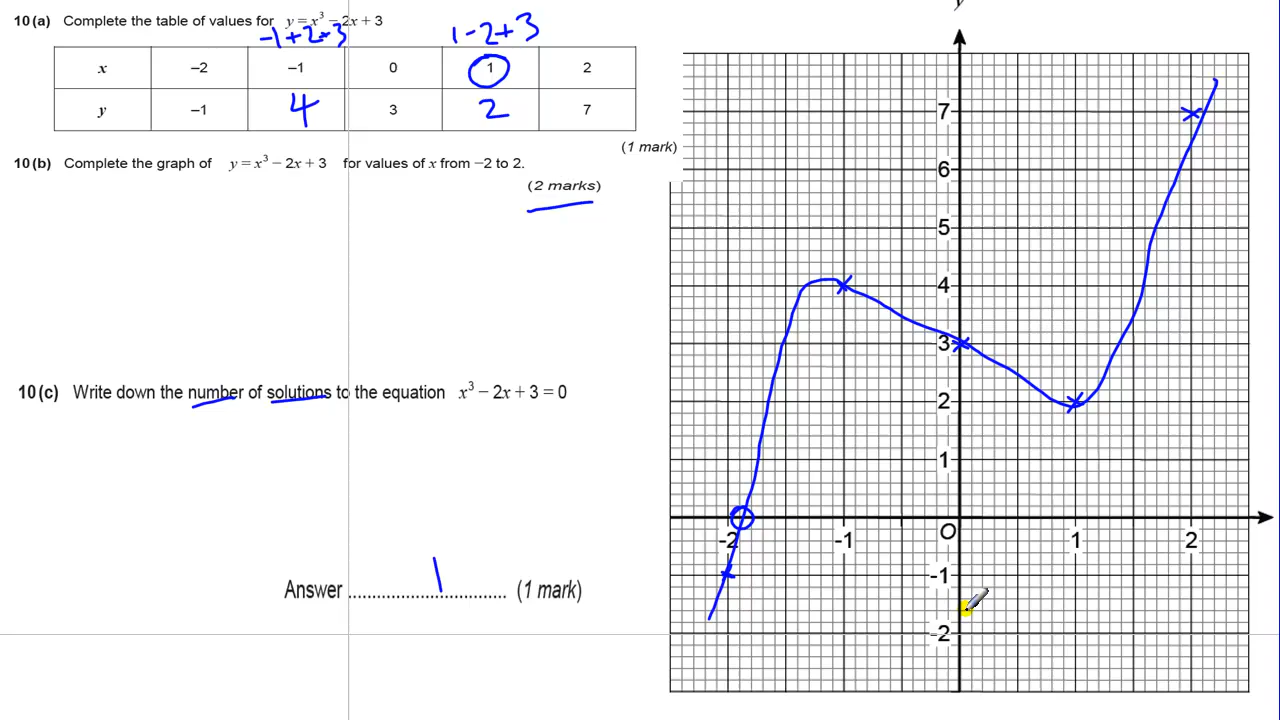 10 (a) Complete the table of values for y = x³ − 2x + 3
-1+2+3 1-2+3
x −2 −1 0 1 2
y −1 4 3 2 7
(1 mark)
10 (b) Complete the graph of y = x³ − 2x + 3 for values of x from −2 to 2.
(2 marks)
10 (c) Write down the number of solutions to the equation x³ − 2x + 3 = 0
Answer .................1............. (1 mark)
y
7
6
5
4
3
2
1
-2 -1 O 1 2
-1
-2